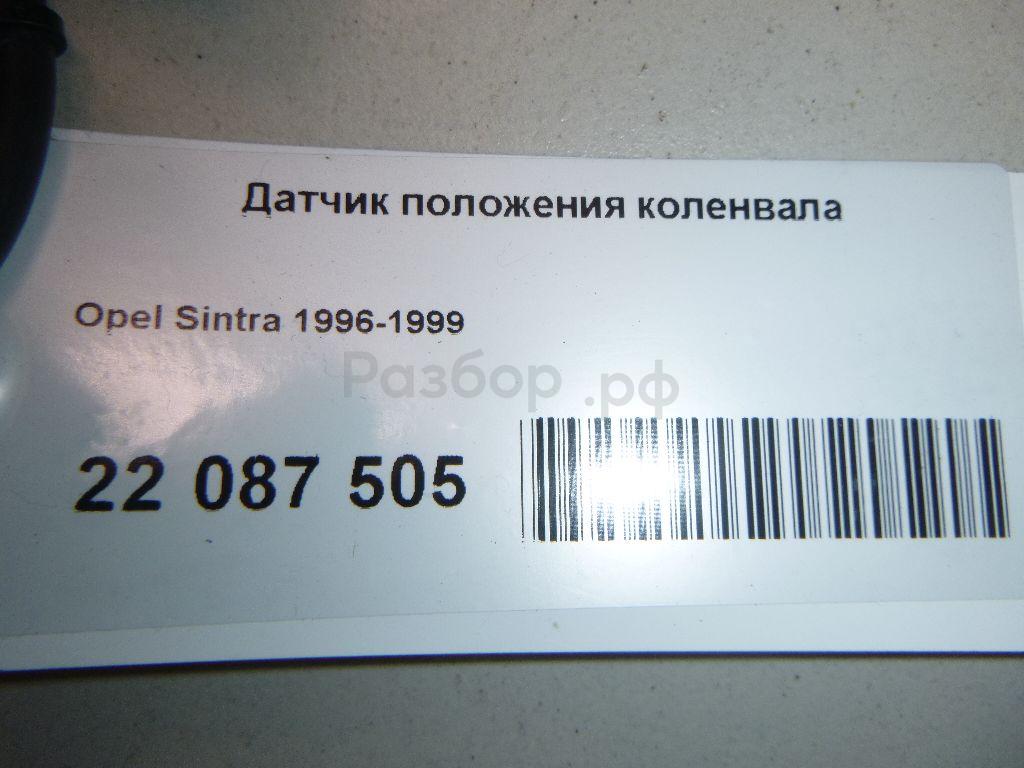 Датчик положения коленвала
Opel Sintra 1996-1999
Разбор.рф
22 087 505